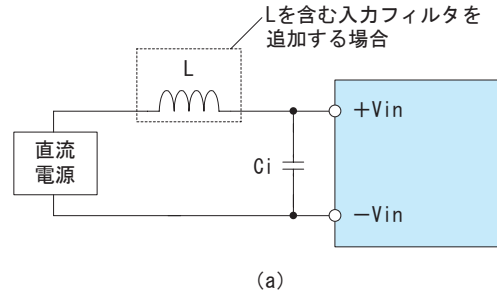 Lを含む入力フィルタを
追加する場合
L
+Vin
直流
電源
Ci
−Vin
(a)